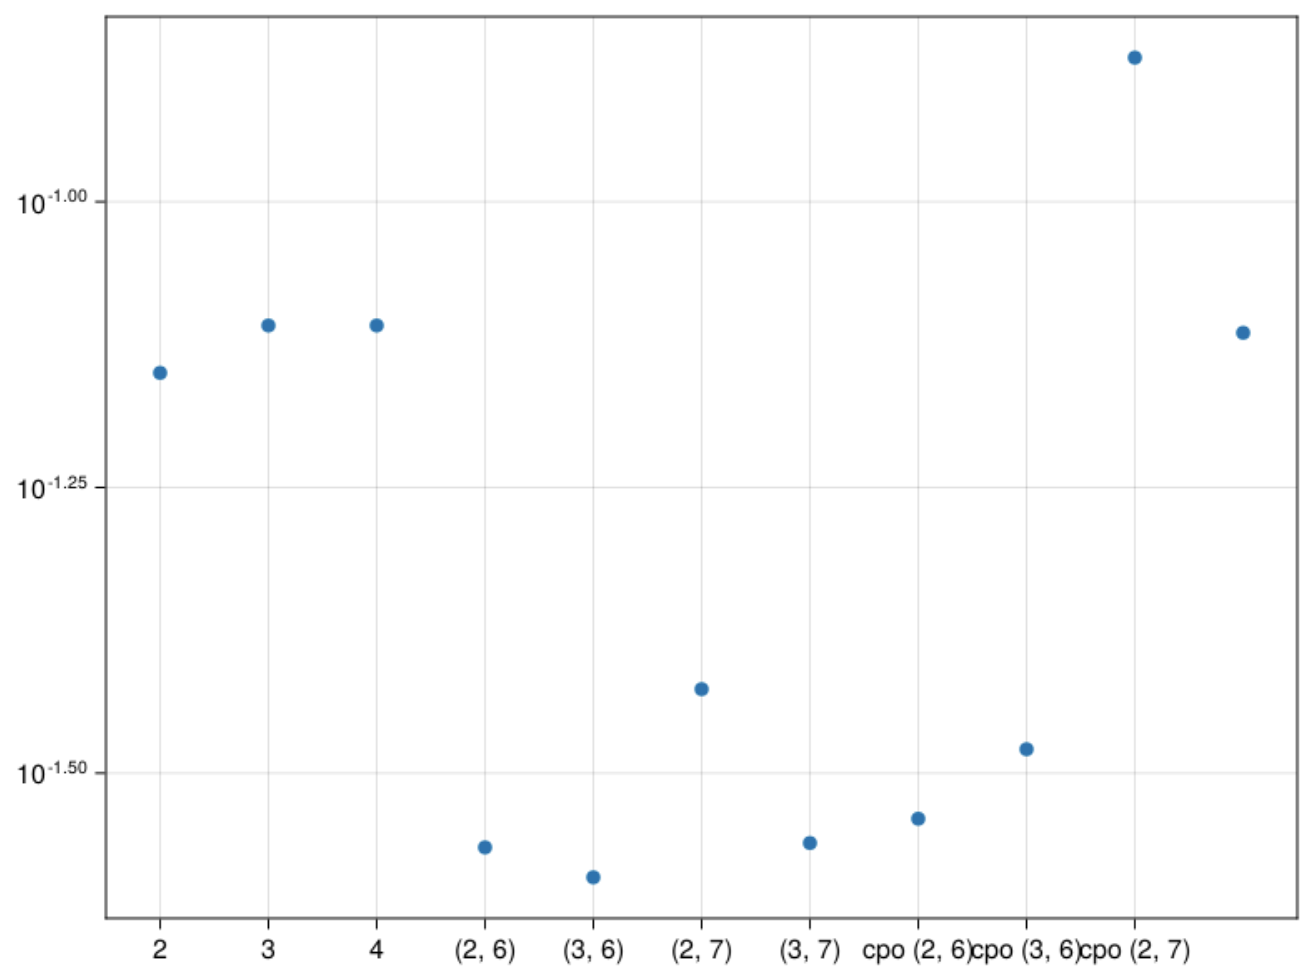 10^-1.00
10^-1.25
10^-1.50
2 3 4 (2, 6) (3, 6) (2, 7) (3, 7) cpo (2, 6) cpo (3, 6) cpo (2, 7)